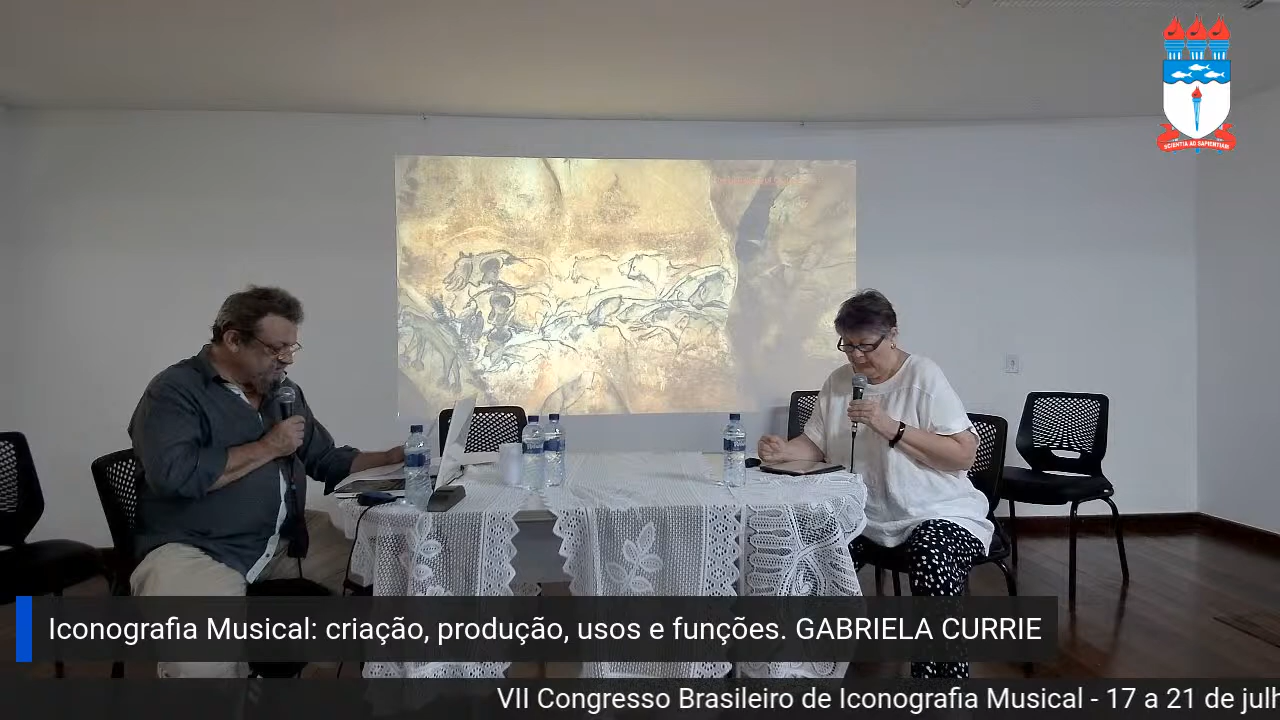 SCIENTIA AD SAPIENTIAM
Iconografia Musical: criação, produção, usos e funções. GABRIELA CURRIE
VII Congresso Brasileiro de Iconografia Musical - 17 a 21 de julh